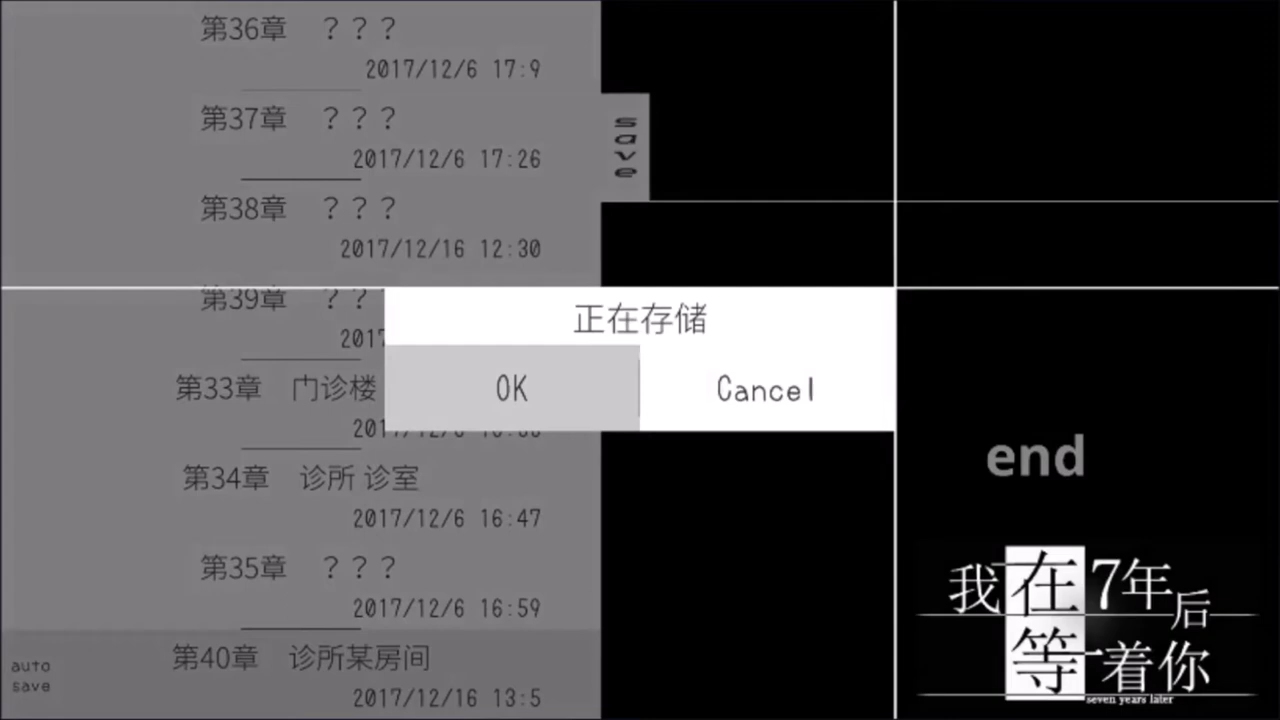 第36章 ？？？
2017/12/6 17:9
第37章 ？？？
2017/12/6 17:26
第38章 ？？？
2017/12/16 12:30
第39章 ？？
2017
第33章 门诊楼
201
第34章 诊所 诊室
2017/12/6 16:47
第35章 ？？？
2017/12/6 16:59
第40章 诊所某房间
2017/12/16 13:5
auto
save
save
正在存储
OK Cancel
end
我在7年后
等着你
seven years later